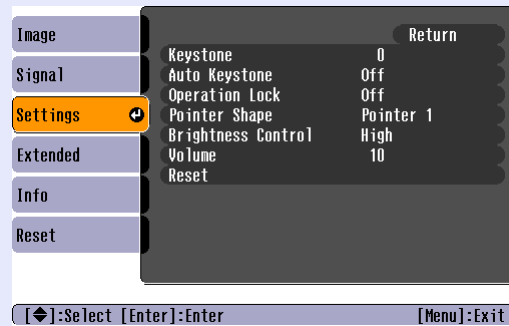 Image
Signal
Settings
Extended
Info
Reset
Return
Keystone 0
Auto Keystone Off
Operation Lock Off
Pointer Shape Pointer 1
Brightness Control High
Volume 10
Reset
[◆]:Select [Enter]:Enter [Menu]:Exit